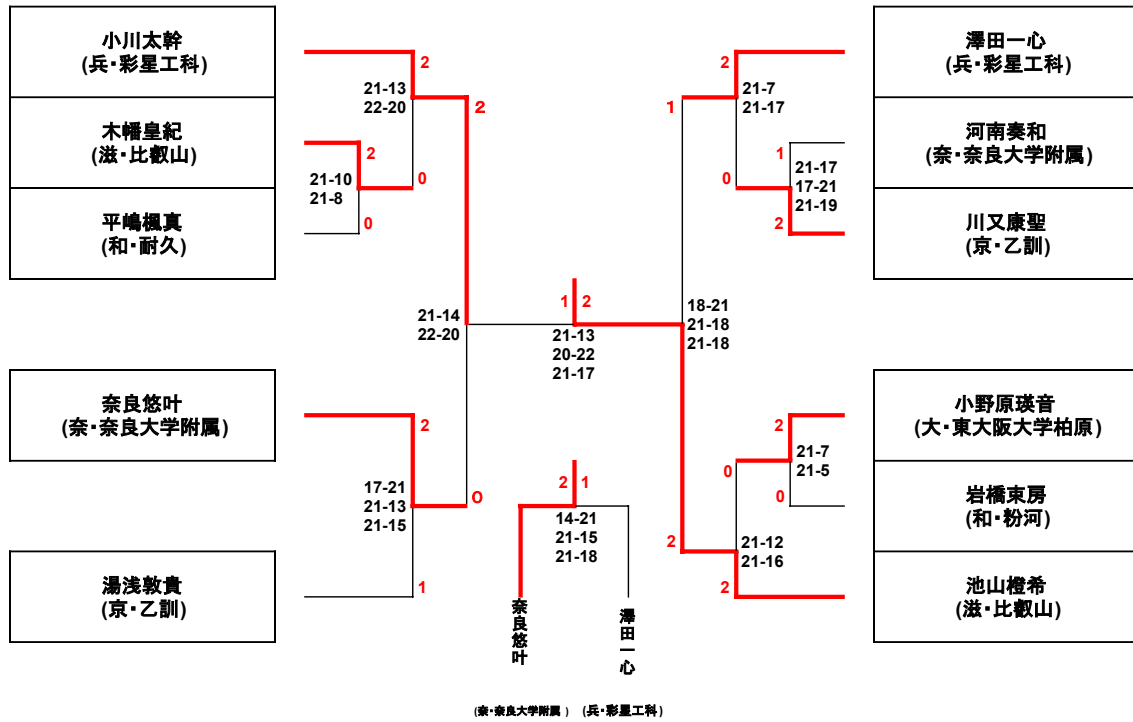 小川太幹
(兵・彩星工科)
木幡皇紀
(滋・比叡山)
平嶋楓真
(和・耐久)
奈良悠叶
(奈・奈良大学附属)
湯浅敦貴
(京・乙訓)
2
21-13
22-20
2
2
21-10
21-8
0
0
21-14
22-20
2
17-21
21-13
21-15
0
1
1 2
21-13
20-22
21-17
2 1
14-21
21-15
21-18
奈良悠叶
澤田一心
(奈・奈良大学附属) (兵・彩星工科)
2
21-7
21-17
1
1
21-17
17-21
21-19
0
2
18-21
21-18
21-18
2
21-7
21-5
0
0
21-12
21-16
2
2
澤田一心
(兵・彩星工科)
河南奏和
(奈・奈良大学附属)
川又康聖
(京・乙訓)
小野原瑛音
(大・東大阪大学柏原)
岩橋束房
(和・粉河)
池山橙希
(滋・比叡山)